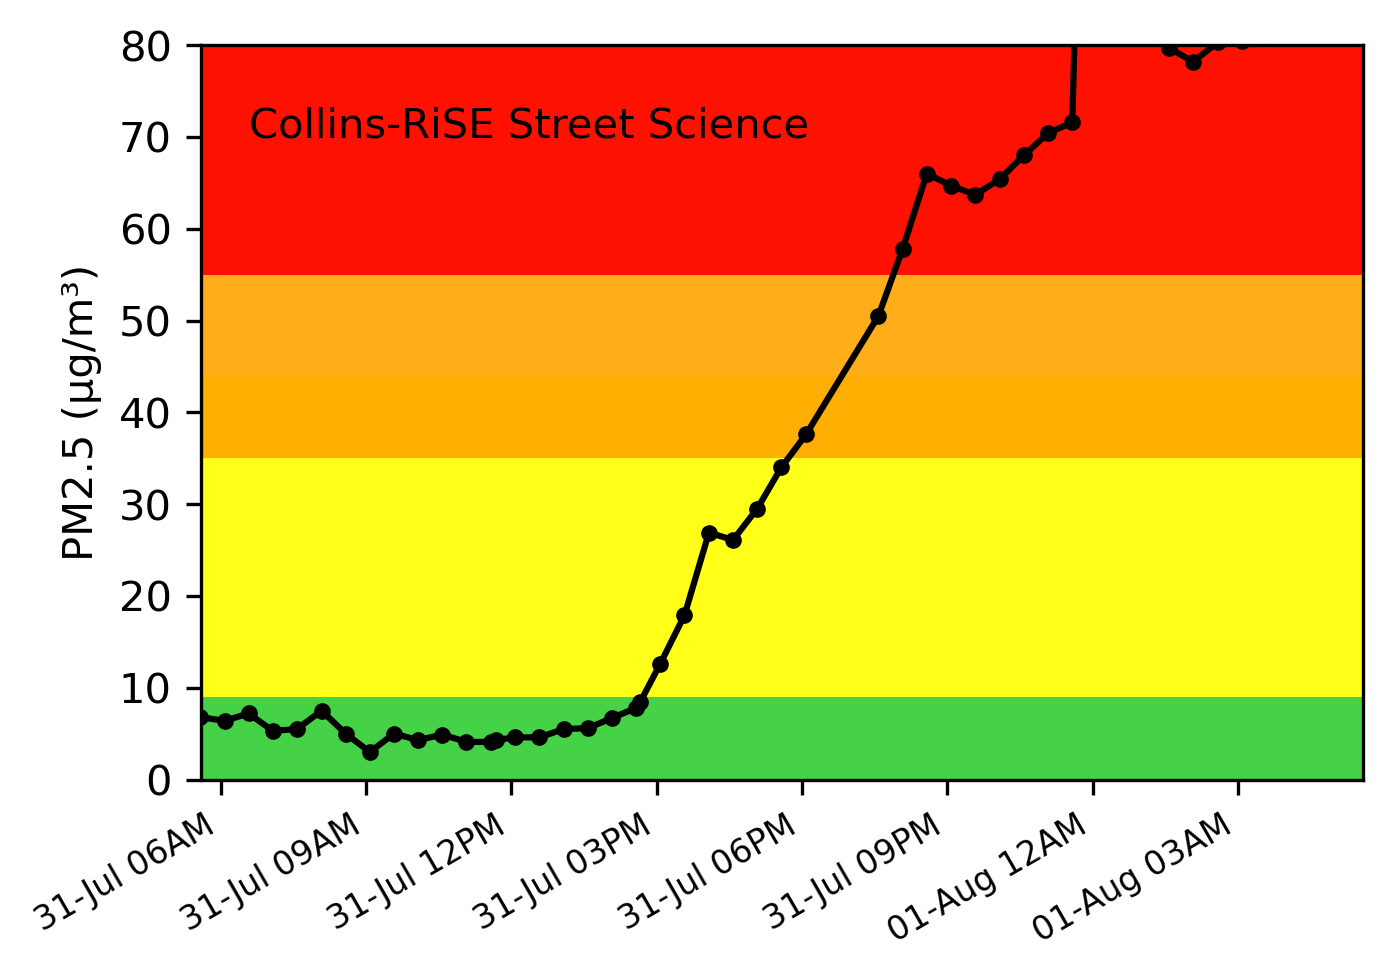 80
70
60
50
40
30
20
10
0
PM2.5 (µg/m³)
Collins-RiSE Street Science
31-Jul 06AM
31-Jul 09AM
31-Jul 12PM
31-Jul 03PM
31-Jul 06PM
31-Jul 09PM
01-Aug 12AM
01-Aug 03AM